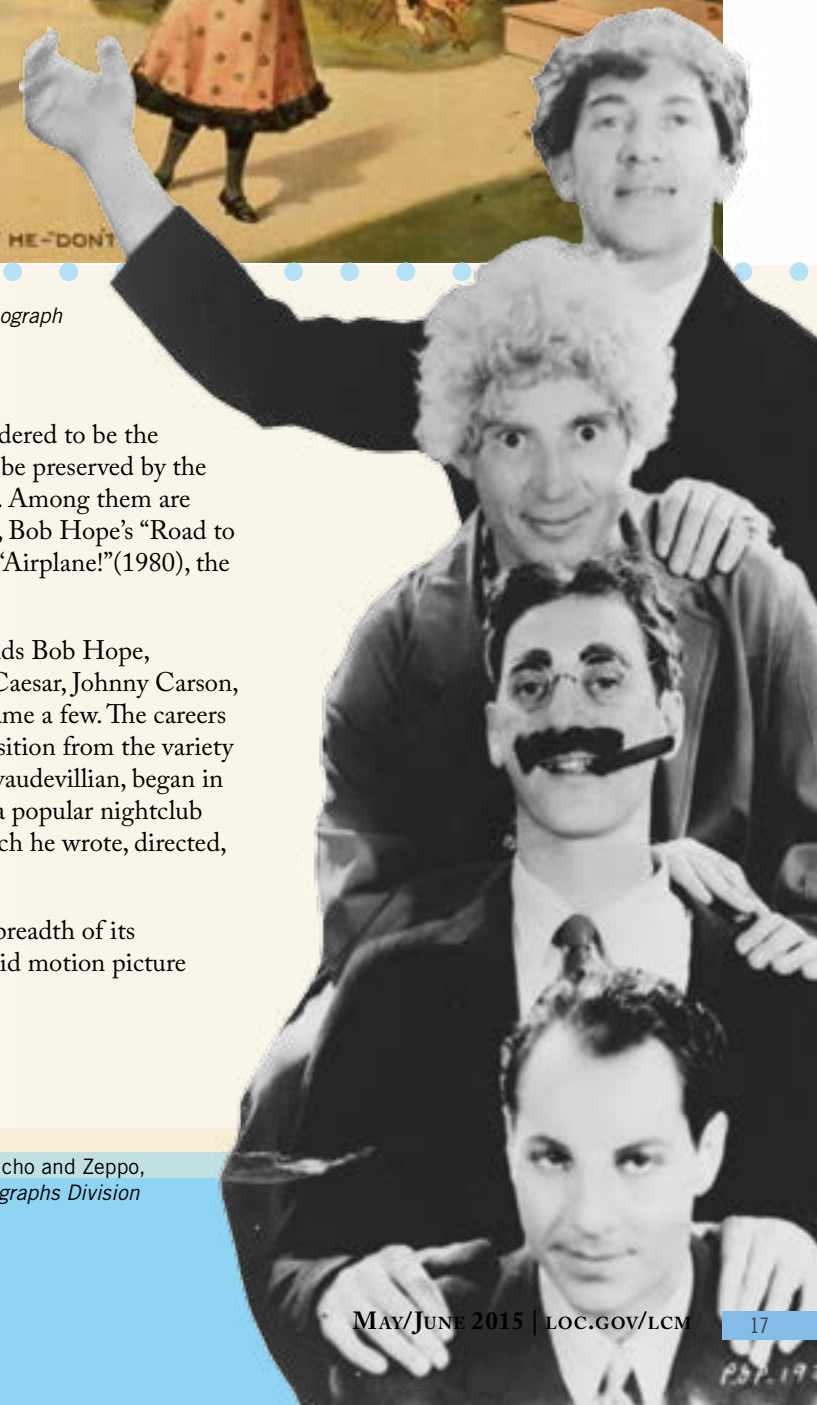 HE-"DON'T
ograph
dered to be the
be preserved by the
. Among them are
, Bob Hope's "Road to
"Airplane!"(1980), the
ds Bob Hope,
Caesar, Johnny Carson,
ame a few. The careers
sition from the variety
vaudevillian, began in
a popular nightclub
ch he wrote, directed,
breadth of its
id motion picture
cho and Zeppo,
graphs Division
May/June 2015 | loc.gov/lcm 17